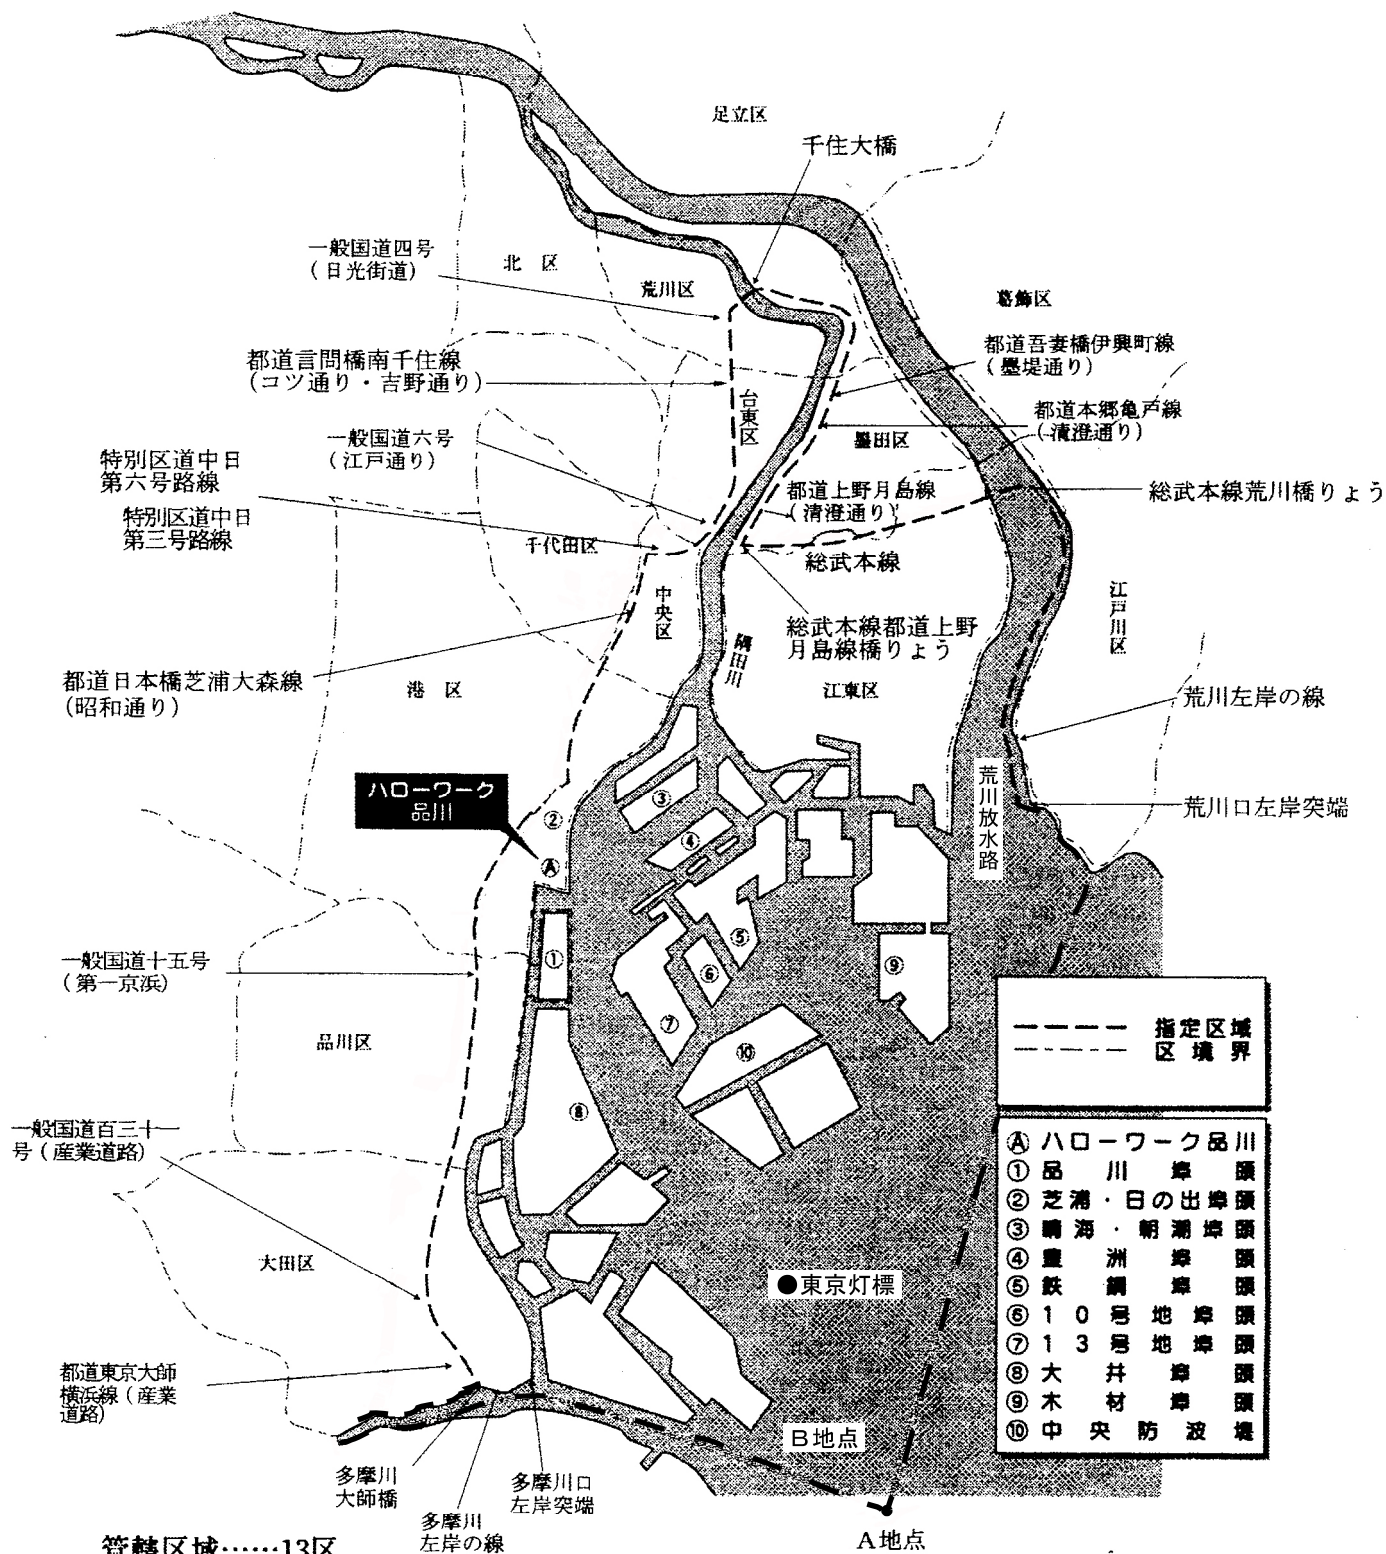 足立区
千住大橋
一般国道四号
(日光街道)
北 区
荒川区
葛飾区
都道言問橋南千住線
(コツ通り・吉野通り)
都道吾妻橋伊興町線
(墨堤通り)
台東区
都道本郷亀戸線
(清澄通り)
墨田区
一般国道六号
(江戸通り)
特別区道中日
第六号路線
特別区道中日
第三号路線
都道上野月島線
(清澄通り)
総武本線荒川橋りょう
千代田区
総武本線
中央区
江戸川区
総武本線都道上野
月島線橋りょう
隅田川
都道日本橋芝浦大森線
(昭和通り)
港 区
江東区
荒川左岸の線
ハローワーク
品川
荒川放水路
荒川口左岸突端
②
③
④
Ⓐ
①
⑤
⑥
⑦
⑨
⑩
⑧
一般国道十五号
(第一京浜)
品川区
指定区域
区境界
一般国道百三十一
号(産業道路)
Ⓐ ハローワーク品川
① 品川埠頭
② 芝浦・日の出埠頭
③ 晴海・朝潮埠頭
④ 豊洲埠頭
⑤ 鉄鋼埠頭
⑥ 10号地埠頭
⑦ 13号地埠頭
⑧ 大井埠頭
⑨ 木材埠頭
⑩ 中央防波堤
大田区
●東京灯標
都道東京大師
横浜線(産業
道路)
B地点
多摩川
大師橋
多摩川
左岸の線
多摩川口
左岸突端
A地点
管轄区域……13区